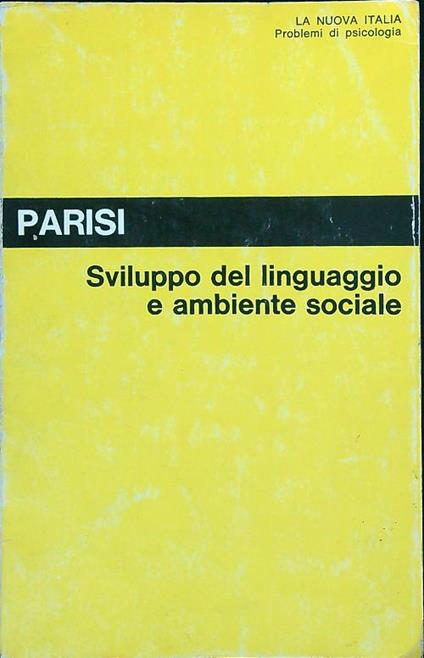 LA NUOVA ITALIA
Problemi di psicologia
PARISI
Sviluppo del linguaggio
e ambiente sociale